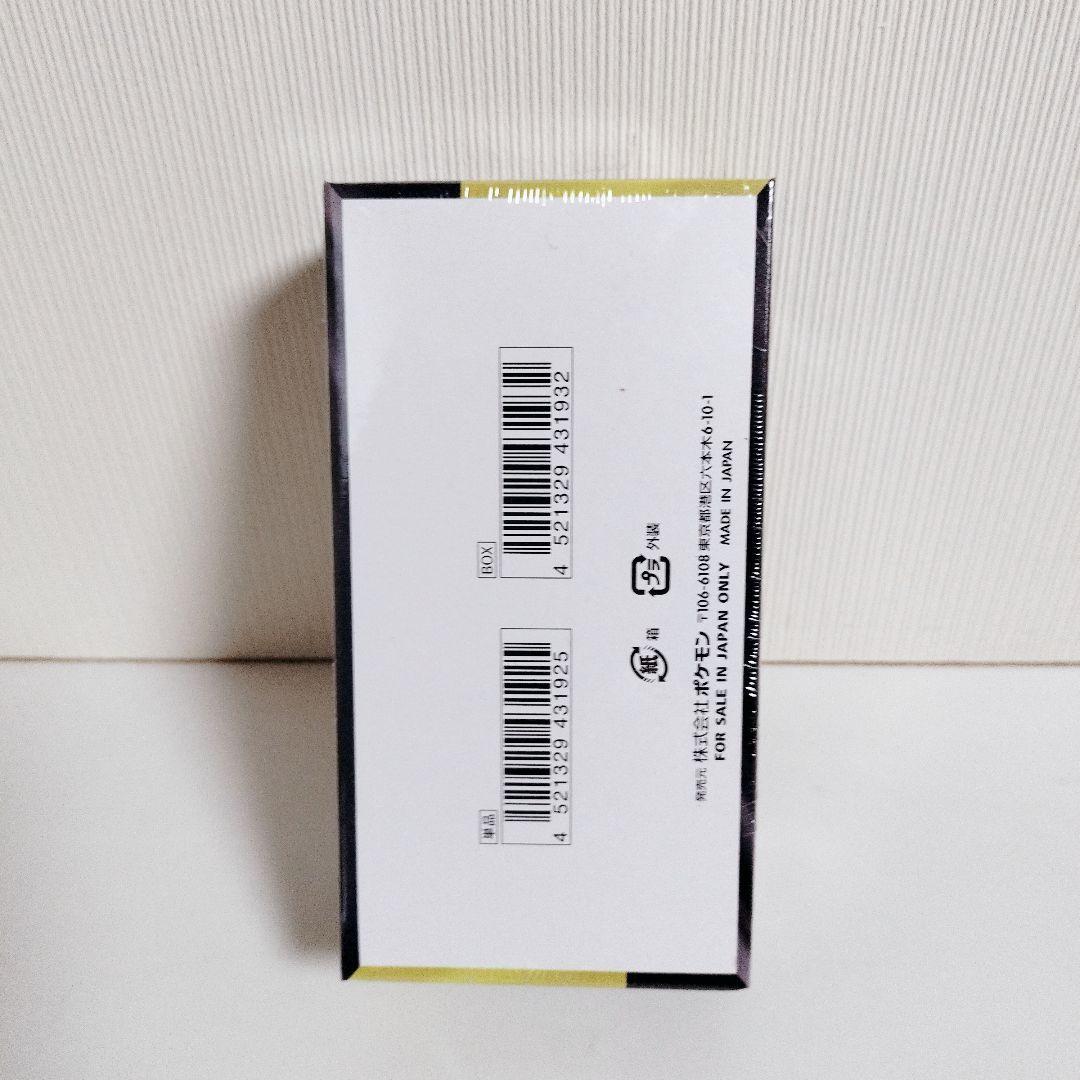 単品
4 521329 431925
BOX
4 521329 431932
紙 箱
プラ 外装
発売元 株式会社ポケモン 〒106-6108 東京都港区六本木6-10-1
FOR SALE IN JAPAN ONLY MADE IN JAPAN